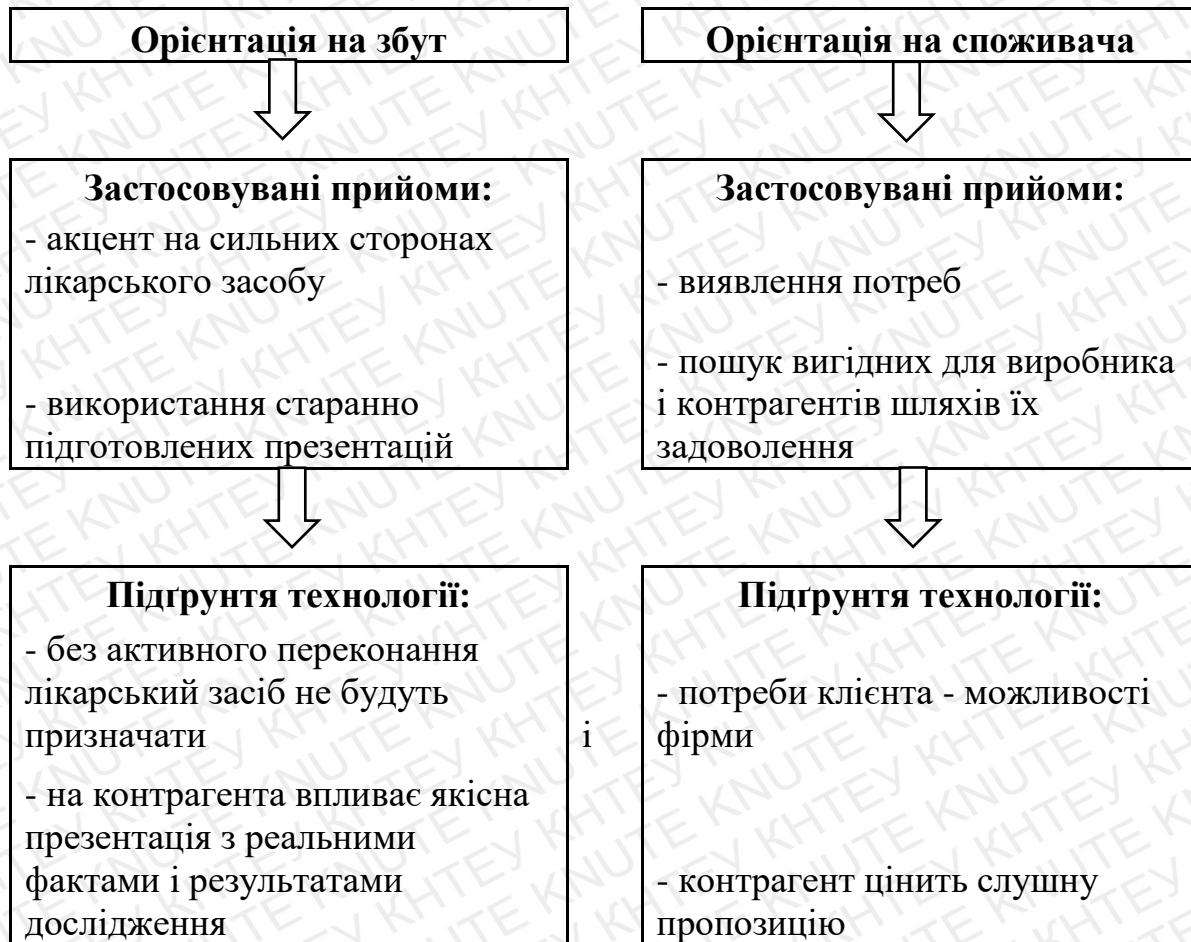 Орієнтація на збут
Застосовувані прийоми:
- акцент на сильних сторонах
лікарського засобу
- використання старанно
підготовлених презентацій
Підґрунтя технології:
- без активного переконання
лікарський засіб не будуть
призначати
- на контрагента впливає якісна
презентація з реальними
фактами і результатами
дослідження
і
Орієнтація на споживача
Застосовувані прийоми:
- виявлення потреб
- пошук вигідних для виробника
і контрагентів шляхів їх
задоволення
Підґрунтя технології:
- потреби клієнта - можливості
фірми
- контрагент цінить слушну
пропозицію